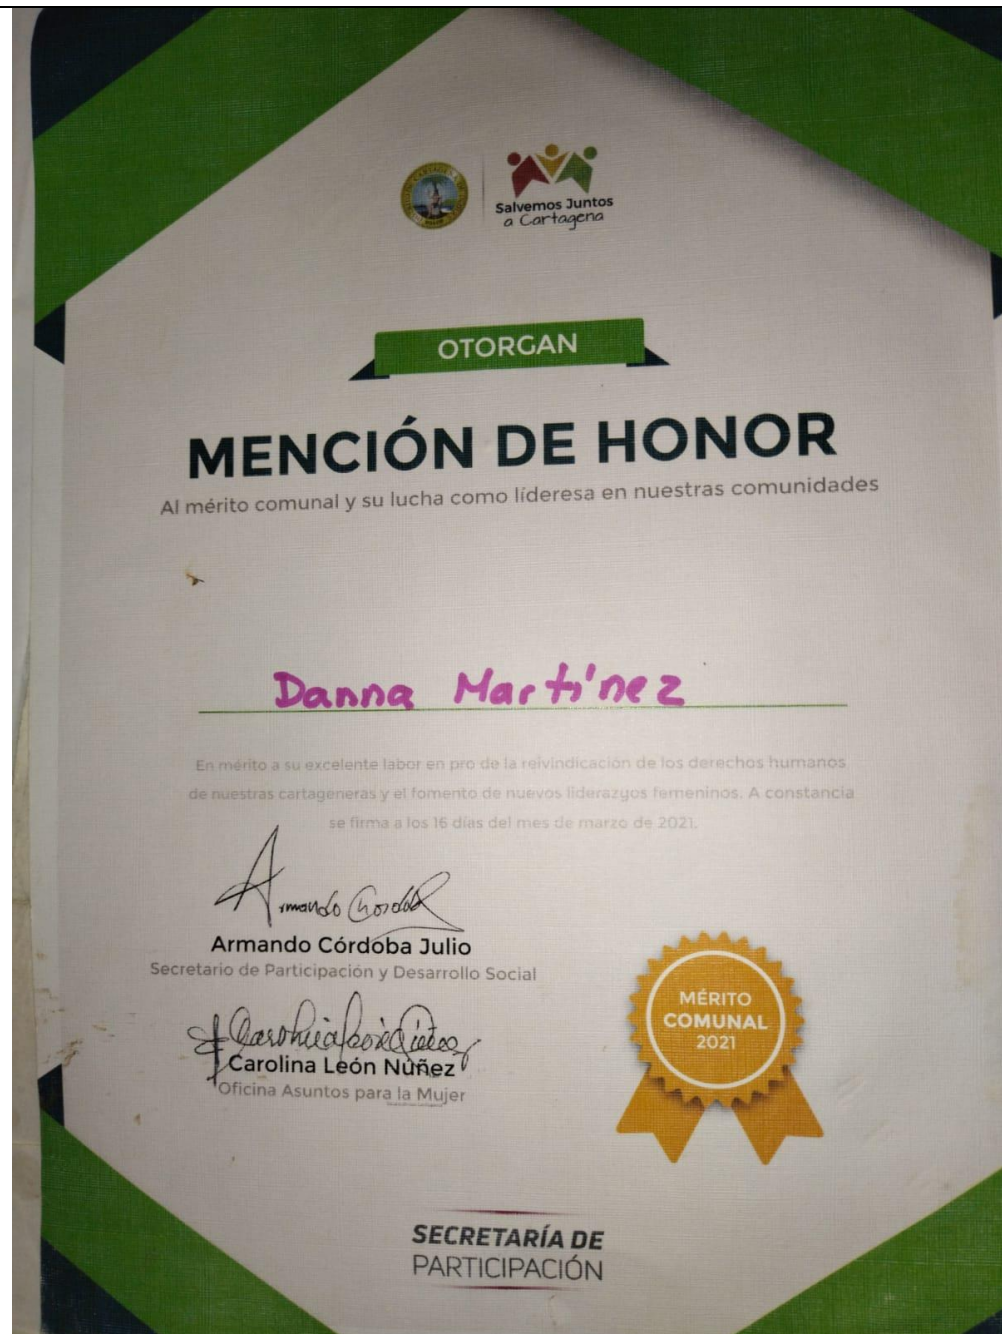 Salvemos Juntos
a Cartagena
OTORGAN
MENCIÓN DE HONOR
Al mérito comunal y su lucha como líderesa en nuestras comunidades
Danna Martínez
En mérito a su excelente labor en pro de la reivindicación de los derechos humanos
de nuestras cartageneras y el fomento de nuevos liderazgos femeninos. A constancia
se firma a los 16 días del mes de marzo de 2021.
Armando Córdoba Julio
Secretario de Participación y Desarrollo Social
Carolina León Núñez
Oficina Asuntos para la Mujer
MÉRITO
COMUNAL
2021
SECRETARÍA DE
PARTICIPACIÓN